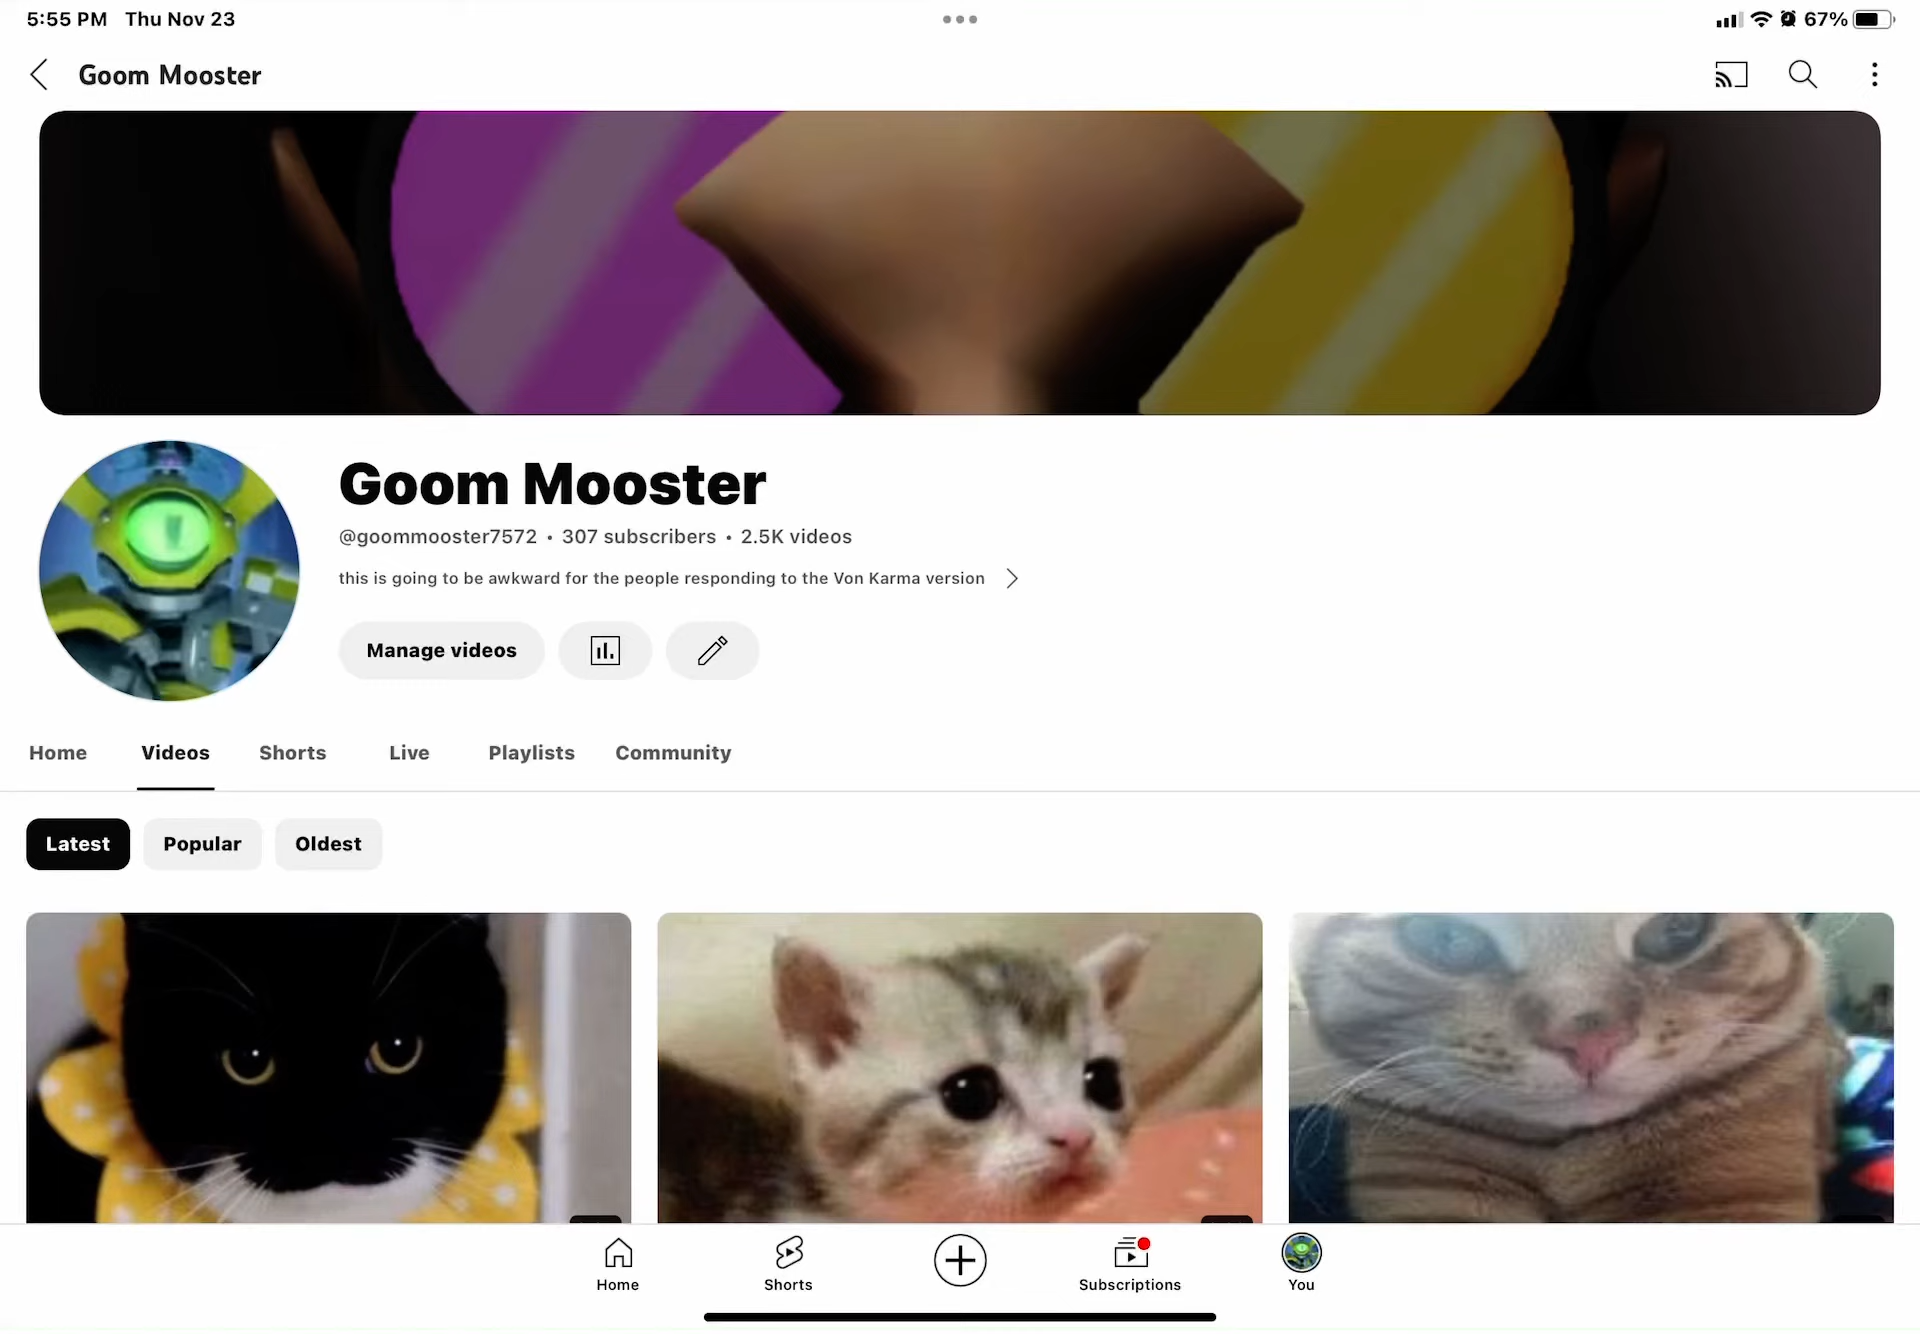 5:55 PM Thu Nov 23
67%
Goom Mooster
Goom Mooster
@goommooster7572 • 307 subscribers • 2.5K videos
this is going to be awkward for the people responding to the Von Karma version
Manage videos
Home Videos Shorts Live Playlists Community
Latest Popular Oldest
Home Shorts Subscriptions You